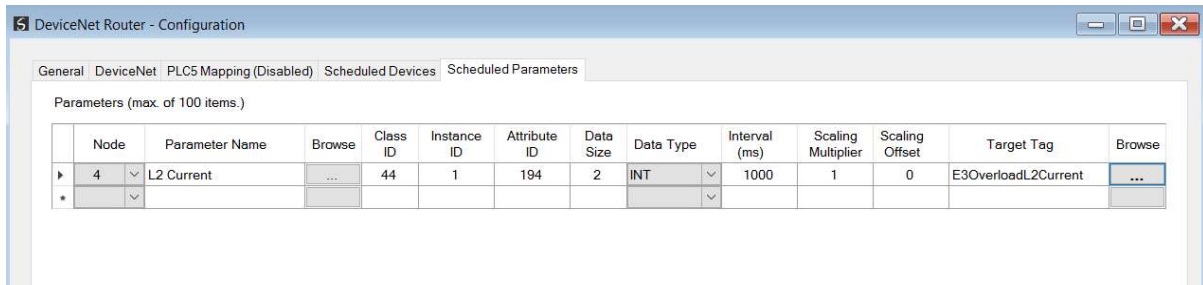 DeviceNet Router - Configuration
General DeviceNet PLC5 Mapping (Disabled) Scheduled Devices Scheduled Parameters
Parameters (max. of 100 items.)
Node Parameter Name Browse Class ID Instance ID Attribute ID Data Size Data Type Interval (ms) Scaling Multiplier Scaling Offset Target Tag Browse
4 L2 Current ... 44 1 194 2 INT 1000 1 0 E3OverloadL2Current ...